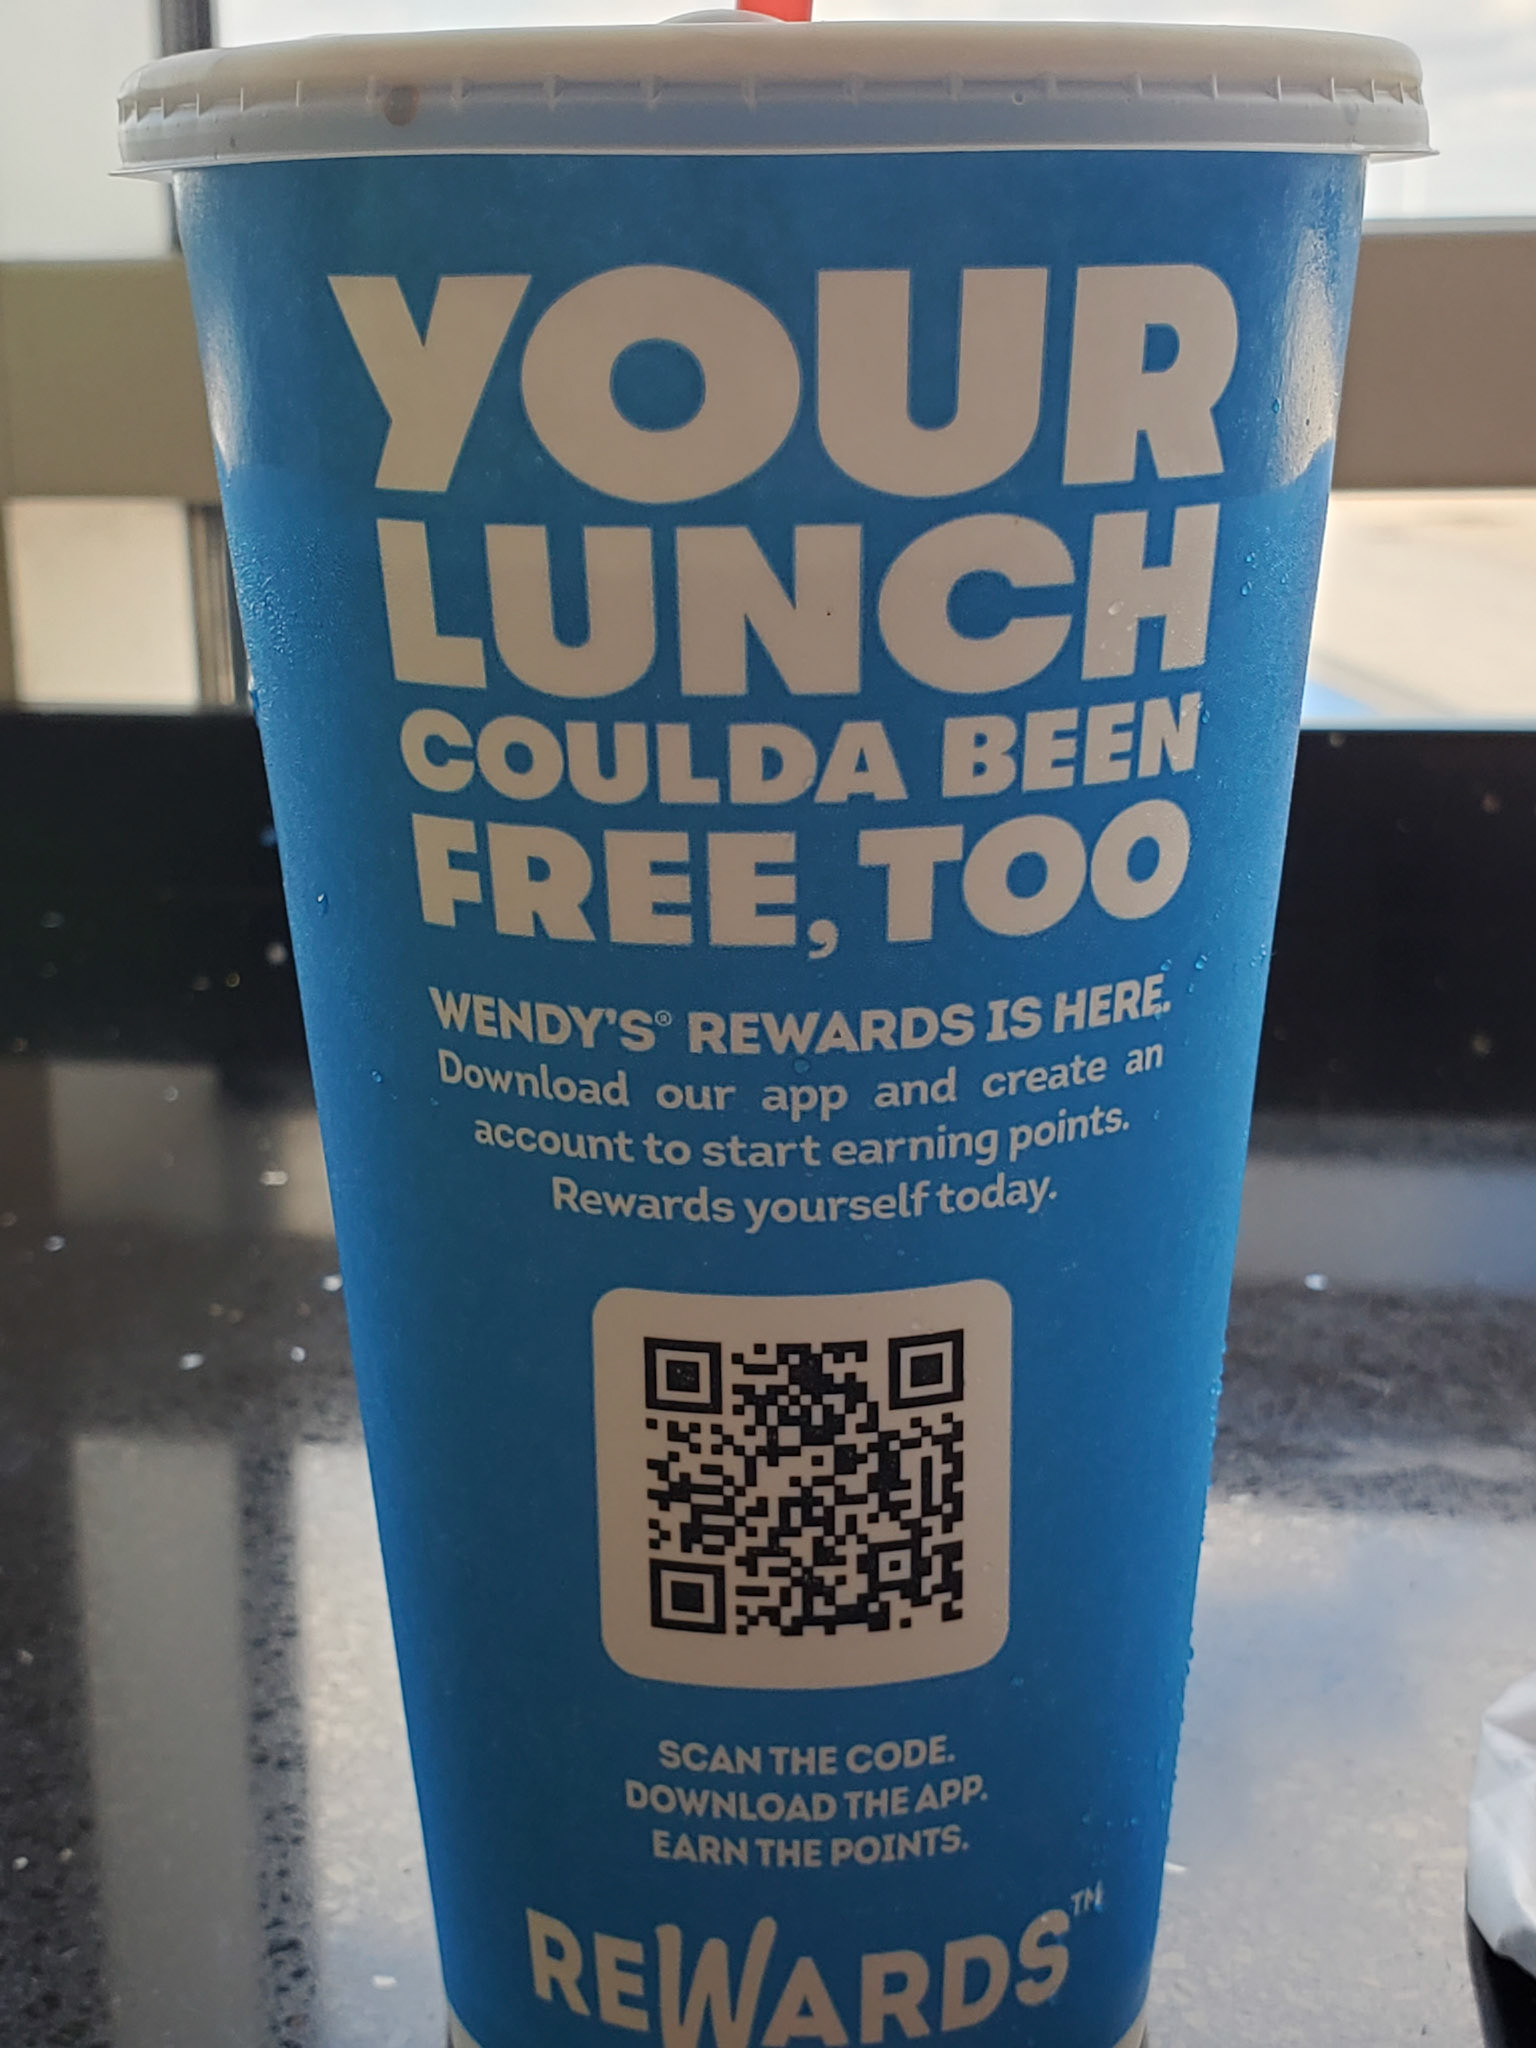 YOUR
LUNCH
COULDA BEEN
FREE, TOO
WENDY'S® REWARDS IS HERE.
Download our app and create an
account to start earning points.
Rewards yourself today.
SCAN THE CODE.
DOWNLOAD THE APP.
EARN THE POINTS.
REWARDS™